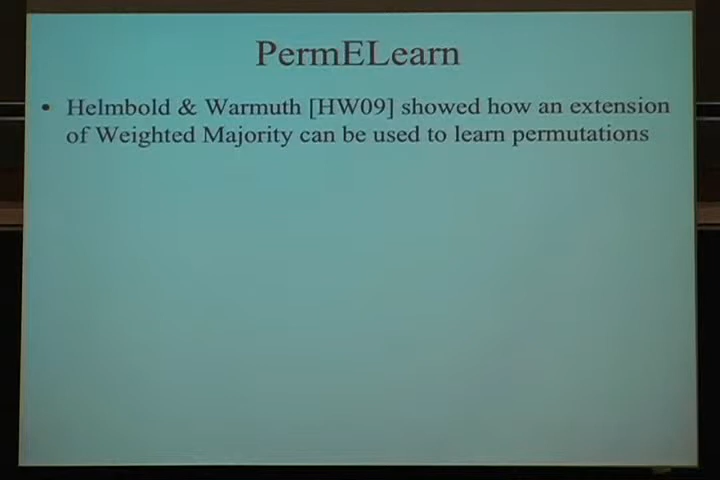 PermELearn
• Helmbold & Warmuth [HW09] showed how an extension
of Weighted Majority can be used to learn permutations